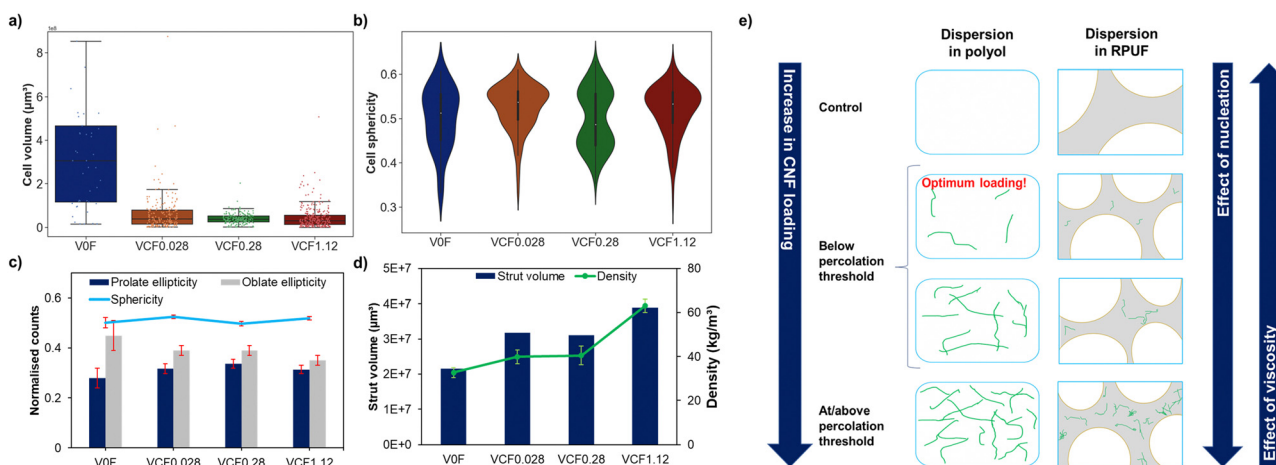 a)
1e8
Cell volume (µm³)
8
6
4
2
0
V0F
VCF0.028
VCF0.28
VCF1.12
b)
Cell sphericity
0.6
0.5
0.4
0.3
V0F
VCF0.028
VCF0.28
VCF1.12
c)
Prolate ellipticity
Oblate ellipticity
Sphericity
Normalised counts
0.6
0.4
0.2
0
V0F
VCF0.028
VCF0.28
VCF1.12
d)
Strut volume
Density
Strut volume (µm³)
5E+7
4E+7
3E+7
2E+7
1E+7
0E+0
Density (kg/m³)
80
60
40
20
0
V0F
VCF0.028
VCF0.28
VCF1.12
e)
Increase in CNF loading
Dispersion
in polyol
Dispersion
in RPUF
Control
Optimum loading!
Below
percolation
threshold
At/above
percolation
threshold
Effect of nucleation
Effect of viscosity